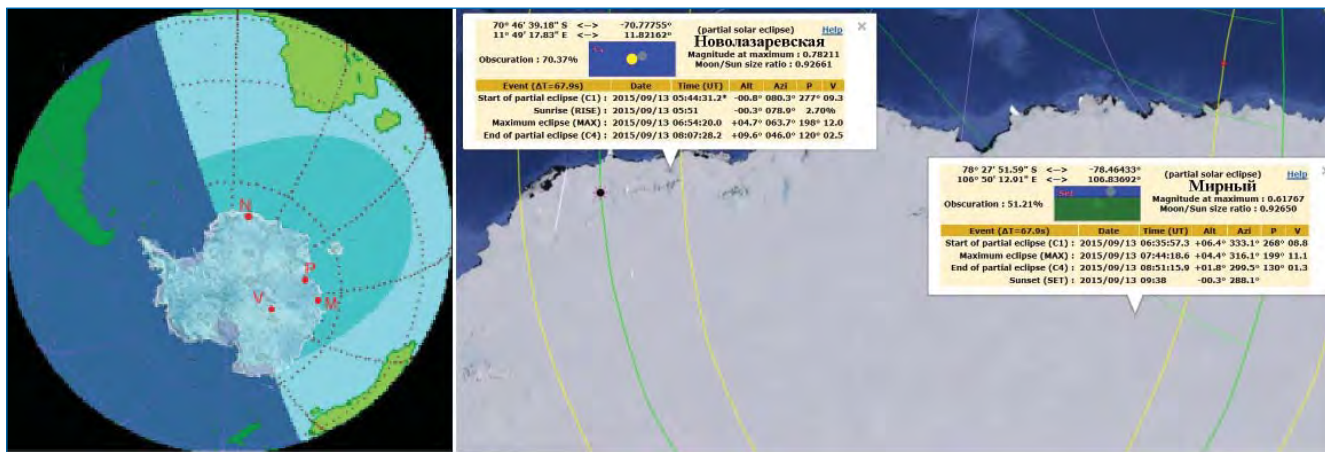 N
P
V
M
70° 46' 39.18" S <--> -70.77755°
11° 49' 17.83" E <--> 11.82162°
(partial solar eclipse) Help
Новолазаревская
Obscuration : 70.37%
Magnitude at maximum : 0.78211
Moon/Sun size ratio : 0.92661
Event (ΔT=67.9s) Date Time (UT) Alt Azi P V
Start of partial eclipse (C1) : 2015/09/13 05:44:31.2* -00.8° 080.3° 277° 09.3
Sunrise (RISE) : 2015/09/13 05:51 -00.3° 078.9° 2.70%
Maximum eclipse (MAX) : 2015/09/13 06:54:20.0 +04.7° 063.7° 198° 12.0
End of partial eclipse (C4) : 2015/09/13 08:07:28.2 +09.6° 046.0° 120° 02.5
78° 27' 51.59" S <--> -78.46433°
106° 50' 12.91" E <--> 106.83692°
(partial solar eclipse) Help
Мирный
Obscuration : 51.21%
Set
Magnitude at maximum : 0.61767
Moon/Sun size ratio : 0.92650
Event (ΔT=67.9s) Date Time (UT) Alt Azi P V
Start of partial eclipse (C1) : 2015/09/13 06:35:57.3 +06.4° 333.1° 268° 08.8
Maximum eclipse (MAX) : 2015/09/13 07:44:18.6 +04.4° 316.1° 199° 11.1
End of partial eclipse (C4) : 2015/09/13 08:51:15.9 +01.8° 299.5° 130° 01.3
Sunset (SET) : 2015/09/13 09:38 -00.3° 288.1°